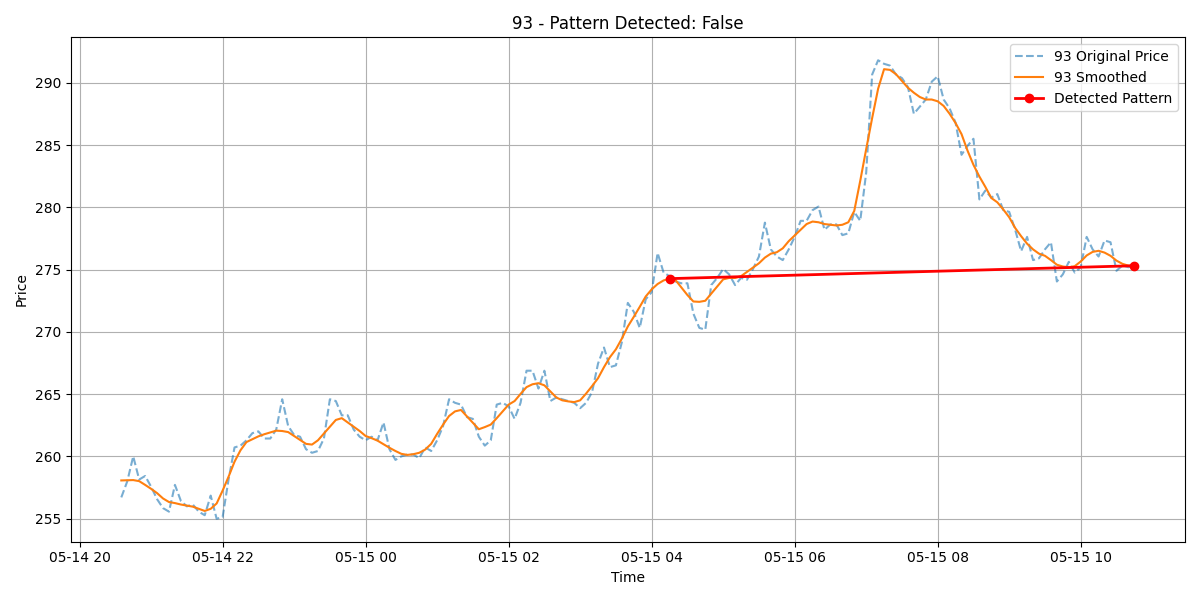 93 - Pattern Detected: False
93 Original Price
93 Smoothed
Detected Pattern
Price
290
285
280
275
270
265
260
255
05-14 20
05-14 22
05-15 00
05-15 02
05-15 04
05-15 06
05-15 08
05-15 10
Time